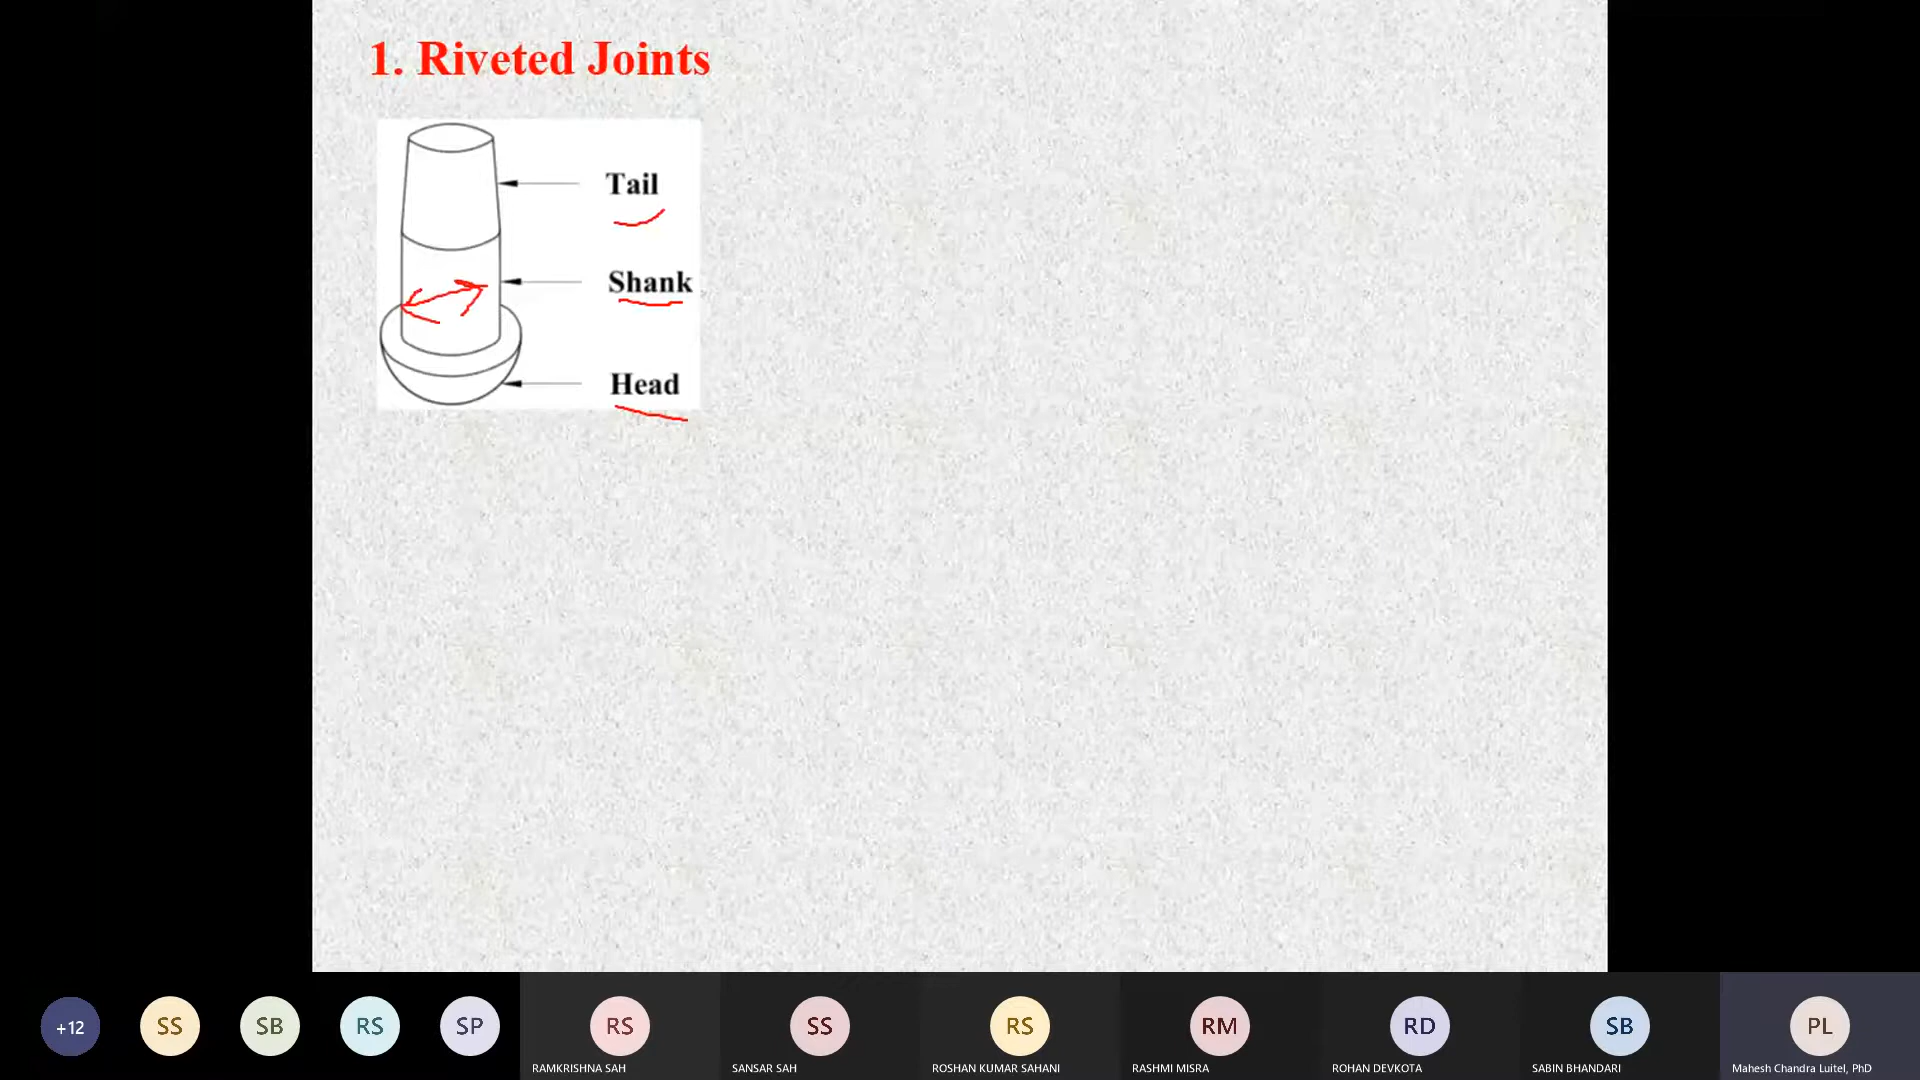 1. Riveted Joints
Tail
Shank
Head
+12
SS
SB
RS
SP
RS
SS
RS
RM
RD
SB
PL
RAMKRISHNA SAH
SANSAR SAH
ROSHAN KUMAR SAHANI
RASHMI MISRA
ROHAN DEVKOTA
SABIN BHANDARI
Mahesh Chandra Luitel, PhD